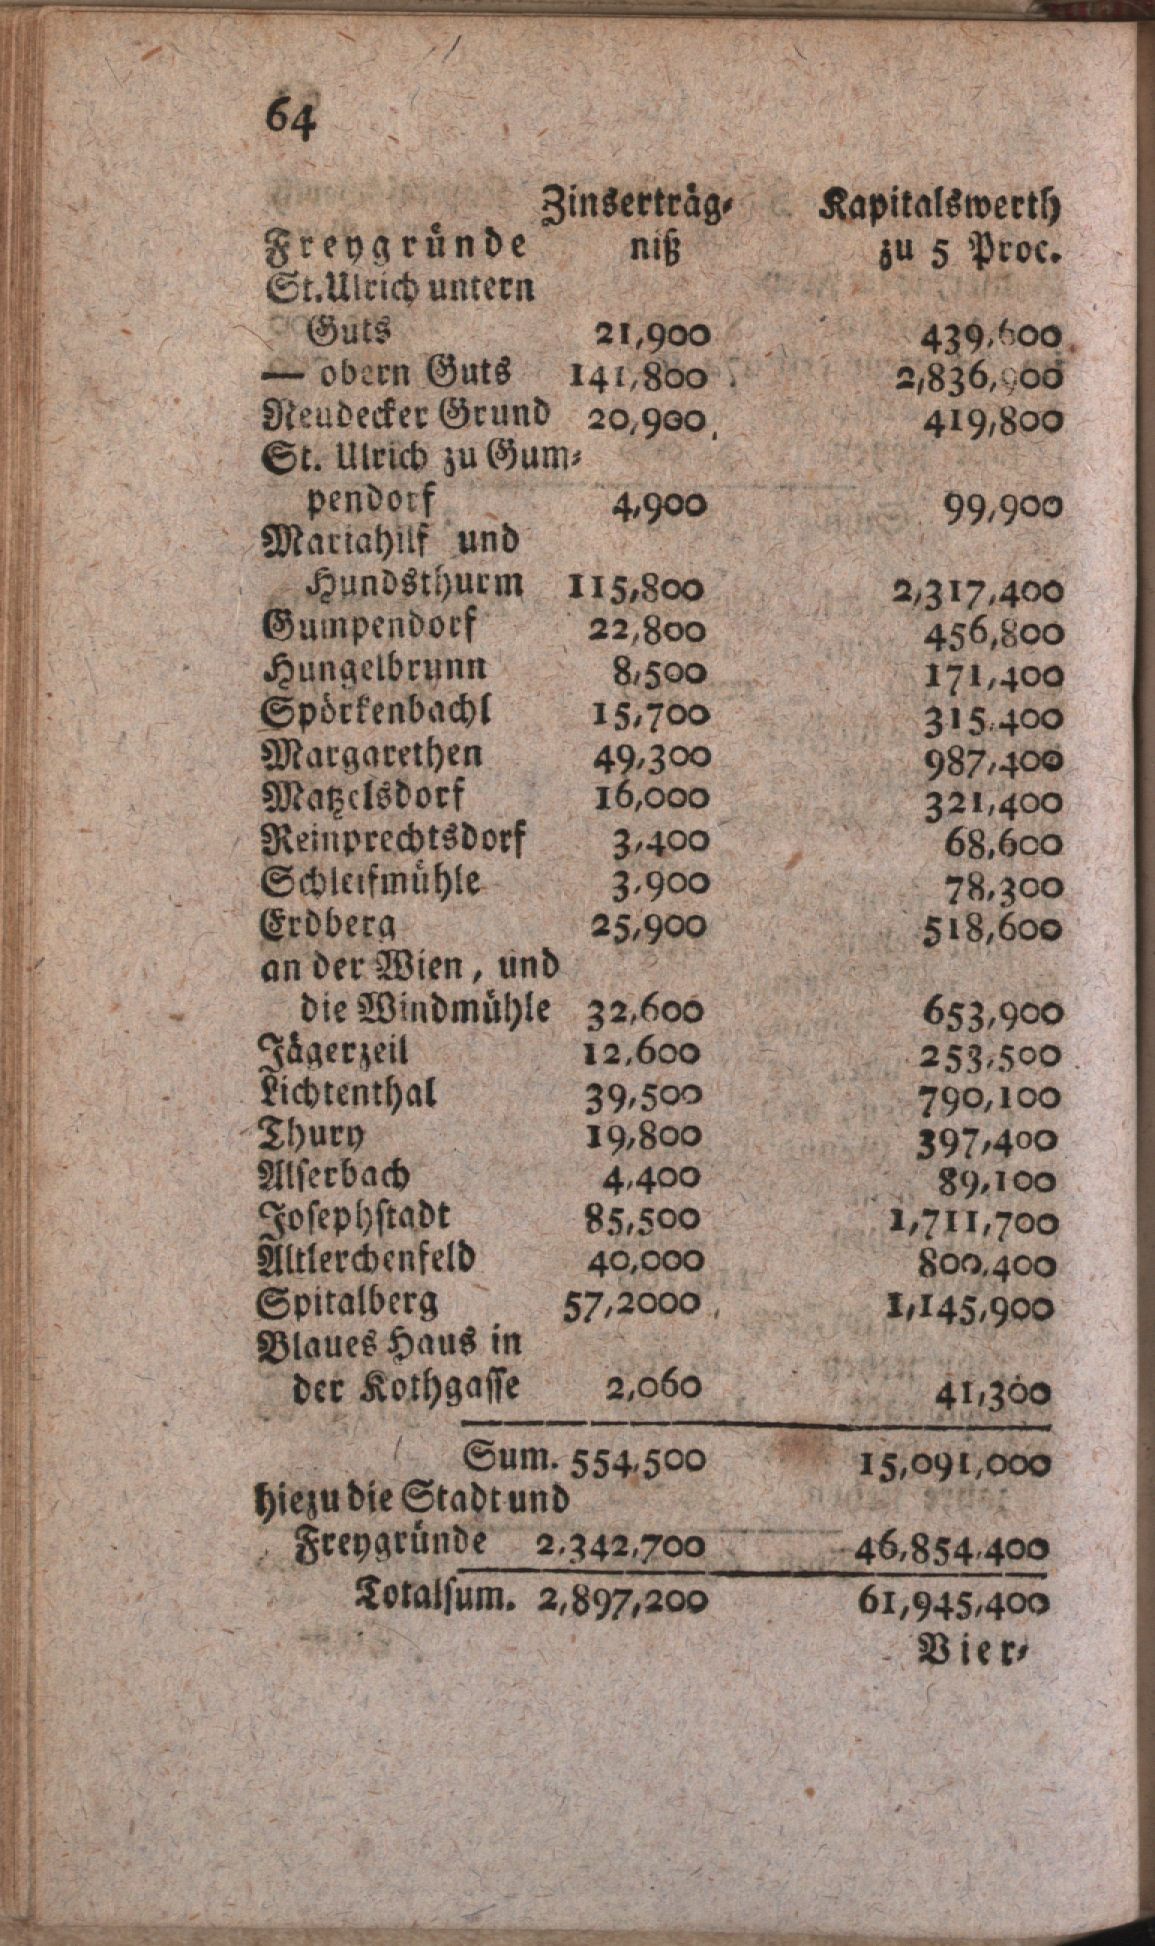 64
Zinserträg⸗ Kapitalswerth
Freygründe niß zu 5 Proc.
St. Ulrich untern
Guts 21,900 439,600
— obern Guts 141,800 2,836,900
Neudecker Grund 20,900 419,800
St. Ulrich zu Gum⸗
pendorf 4,900 99,900
Mariahilf und
Hundsthurm 115,800 2,317,400
Gumpendorf 22,800 456,800
Hungelbrunn 8,500 171,400
Spörkenbachl 15,700 315,400
Margarethen 49,300 987,400
Matzelsdorf 16,000 321,400
Reinprechtsdorf 3,400 68,600
Schleifmühle 3,900 78,300
Erdberg 25,900 518,600
an der Wien, und
die Windmühle 32,600 653,900
Jägerzeil 12,600 253,500
Lichtenthal 39,500 790,100
Thury 19,800 397,400
Alserbach 4,400 89,100
Josephstadt 85,500 1,711,700
Altlerchenfeld 40,000 800,400
Spitalberg 57,2000 1,145,900
Blaues Haus in
der Kothgasse 2,060 41,300
Sum. 554,500 15,091,000
hiezu die Stadt und
Freygründe 2,342,700 46,854,400
Totalsum. 2,897,200 61,945,400
Vier⸗